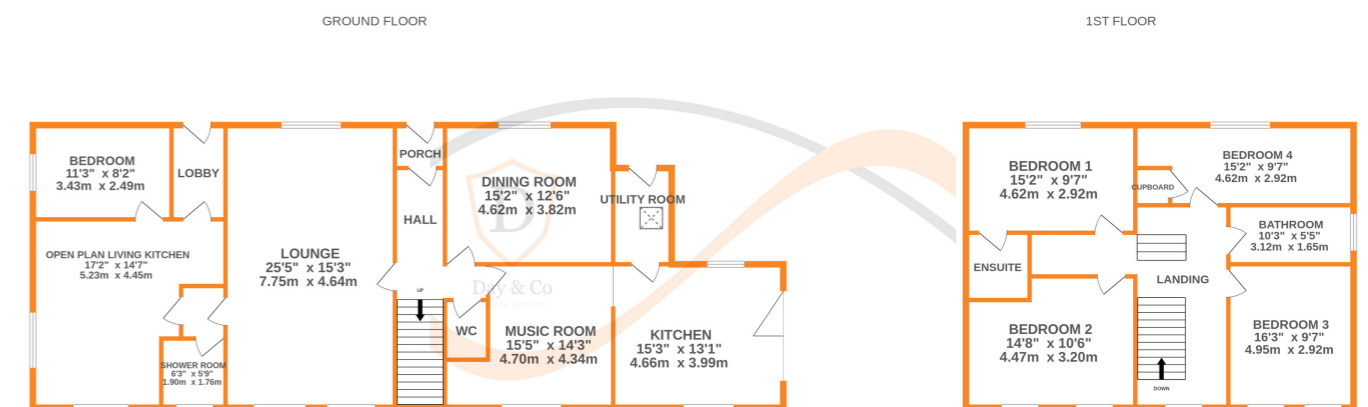 GROUND FLOOR
1ST FLOOR
BEDROOM
11'3" x 8'2"
3.43m x 2.49m
LOBBY
OPEN PLAN LIVING KITCHEN
17'2" x 14'7"
5.23m x 4.45m
SHOWER ROOM
6'3" x 5'9"
1.90m x 1.76m
LOUNGE
25'5" x 15'3"
7.75m x 4.64m
PORCH
HALL
UP
DINING ROOM
15'2" x 12'6"
4.62m x 3.82m
UTILITY ROOM
D
Day & Co
WC
MUSIC ROOM
15'5" x 14'3"
4.70m x 4.34m
KITCHEN
15'3" x 13'1"
4.66m x 3.99m
BEDROOM 1
15'2" x 9'7"
4.62m x 2.92m
BEDROOM 4
15'2" x 9'7"
4.62m x 2.92m
CUPBOARD
BATHROOM
10'3" x 5'5"
3.12m x 1.65m
ENSUITE
LANDING
BEDROOM 2
14'8" x 10'6"
4.47m x 3.20m
BEDROOM 3
16'3" x 9'7"
4.95m x 2.92m
DOWN